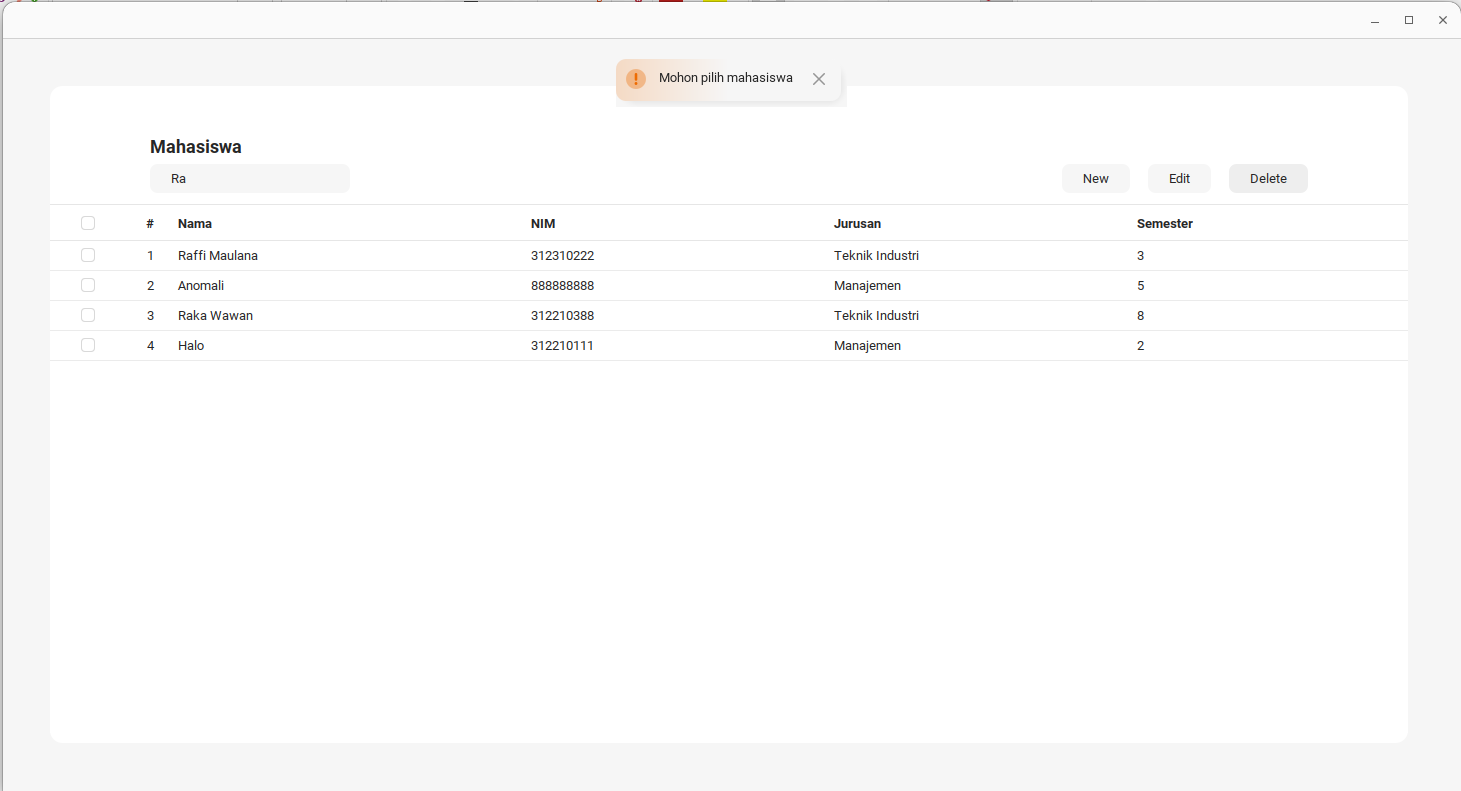 Mohon pilih mahasiswa
Mahasiswa
Ra
New Edit Delete
# Nama NIM Jurusan Semester
1 Raffi Maulana 312310222 Teknik Industri 3
2 Anomali 888888888 Manajemen 5
3 Raka Wawan 312210388 Teknik Industri 8
4 Halo 312210111 Manajemen 2